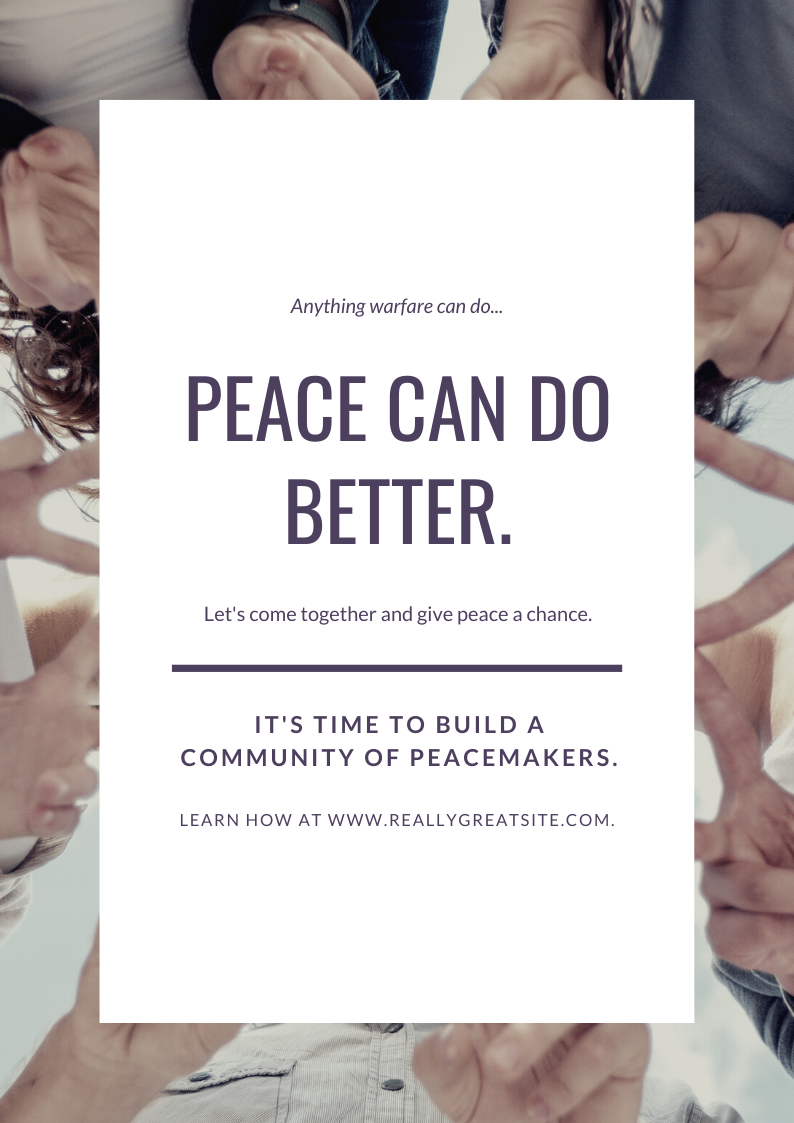 Anything warfare can do...
PEACE CAN DO
BETTER.
Let's come together and give peace a chance.
IT'S TIME TO BUILD A
COMMUNITY OF PEACEMAKERS.
LEARN HOW AT WWW.REALLYGREATSITE.COM.